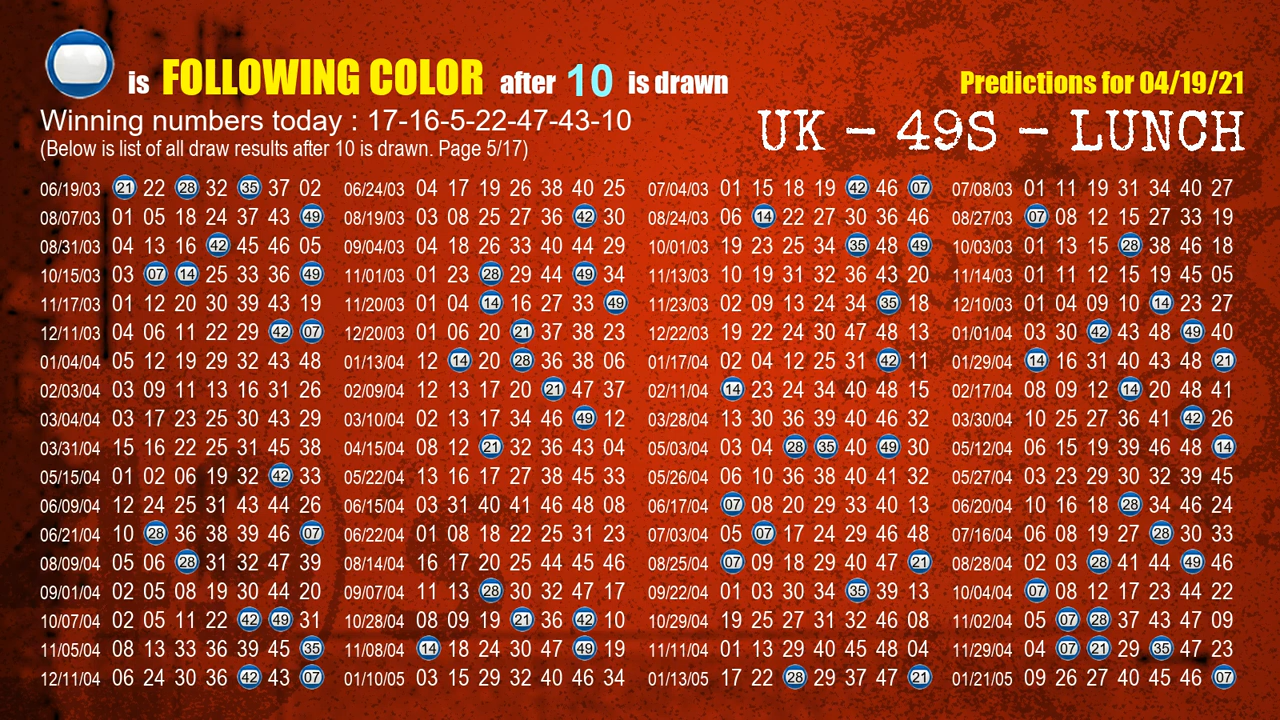 is FOLLOWING COLOR after 10 is drawn
Predictions for 04/19/21
Winning numbers today : 17-16-5-22-47-43-10
UK - 49S - LUNCH
(Below is list of all draw results after 10 is drawn. Page 5/17)
06/19/03 21 22 28 32 35 37 02 06/24/03 04 17 19 26 38 40 25 07/04/03 01 15 18 19 42 46 07 07/08/03 01 11 19 31 34 40 27
08/07/03 01 05 18 24 37 43 49 08/19/03 03 08 25 27 36 42 30 08/24/03 06 14 22 27 30 36 46 08/27/03 07 08 12 15 27 33 19
08/31/03 04 13 16 42 45 46 05 09/04/03 04 18 26 33 40 44 29 10/01/03 19 23 25 34 35 48 49 10/03/03 01 13 15 28 38 46 18
10/15/03 03 07 14 25 33 36 49 11/01/03 01 23 28 29 44 49 34 11/13/03 10 19 31 32 36 43 20 11/14/03 01 11 12 15 19 45 05
11/17/03 01 12 20 30 39 43 19 11/20/03 01 04 14 16 27 33 49 11/23/03 02 09 13 24 34 35 18 12/10/03 01 04 09 10 14 23 27
12/11/03 04 06 11 22 29 42 07 12/20/03 01 06 20 21 37 38 23 12/22/03 19 22 24 30 47 48 13 01/01/04 03 30 42 43 48 49 40
01/04/04 05 12 19 29 32 43 48 01/13/04 12 14 20 28 36 38 06 01/17/04 02 04 12 25 31 42 11 01/29/04 14 16 31 40 43 48 21
02/03/04 03 09 11 13 16 31 26 02/09/04 12 13 17 20 21 47 37 02/11/04 14 23 24 34 40 48 15 02/17/04 08 09 12 14 20 48 41
03/04/04 03 17 23 25 30 43 29 03/10/04 02 13 17 34 46 49 12 03/28/04 13 30 36 39 40 46 32 03/30/04 10 25 27 36 41 42 26
03/31/04 15 16 22 25 31 45 38 04/15/04 08 12 21 32 36 43 04 05/03/04 03 04 28 35 40 49 30 05/12/04 06 15 19 39 46 48 14
05/15/04 01 02 06 19 32 42 33 05/22/04 13 16 17 27 38 45 33 05/26/04 06 10 36 38 40 41 32 05/27/04 03 23 29 30 32 39 45
06/09/04 12 24 25 31 43 44 26 06/15/04 03 31 40 41 46 48 08 06/17/04 07 08 20 29 33 40 13 06/20/04 10 16 18 28 34 46 24
06/21/04 10 28 36 38 39 46 07 06/22/04 01 08 18 22 25 31 23 07/03/04 05 07 17 24 29 46 48 07/16/04 06 08 19 27 28 30 33
08/09/04 05 06 28 31 32 47 39 08/14/04 16 17 20 25 44 45 46 08/25/04 07 09 18 29 40 47 21 08/28/04 02 03 28 41 44 49 46
09/01/04 02 05 08 19 30 44 20 09/07/04 11 13 28 30 32 47 17 09/22/04 01 03 30 34 35 39 13 10/04/04 07 08 12 17 23 44 22
10/07/04 02 05 11 22 42 49 31 10/28/04 08 09 19 21 36 42 10 10/29/04 19 25 27 31 32 46 08 11/02/04 05 07 28 37 43 47 09
11/05/04 08 13 33 36 39 45 35 11/08/04 14 18 24 30 47 49 19 11/11/04 01 13 29 40 45 48 04 11/29/04 04 07 21 29 35 47 23
12/11/04 06 24 30 36 42 43 07 01/10/05 03 15 29 32 40 46 34 01/13/05 17 22 28 29 37 47 21 01/21/05 09 26 27 40 45 46 07